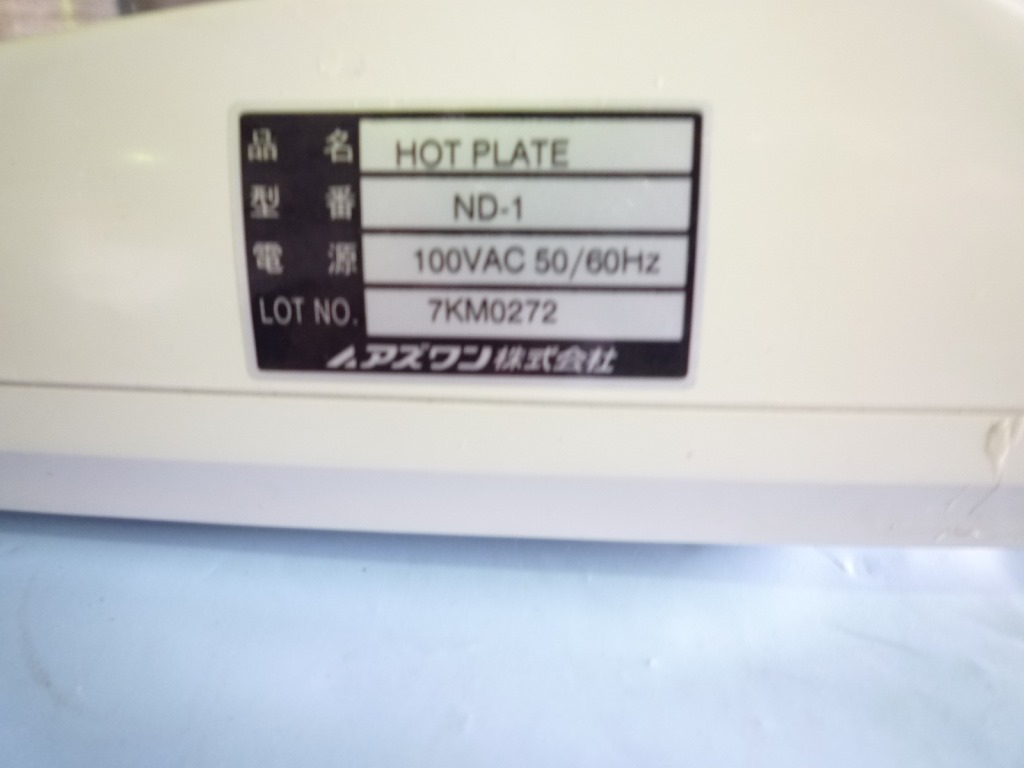 品名 HOT PLATE
型番 ND-1
電源 100VAC 50/60Hz
LOT NO. 7KM0272
アズワン株式会社